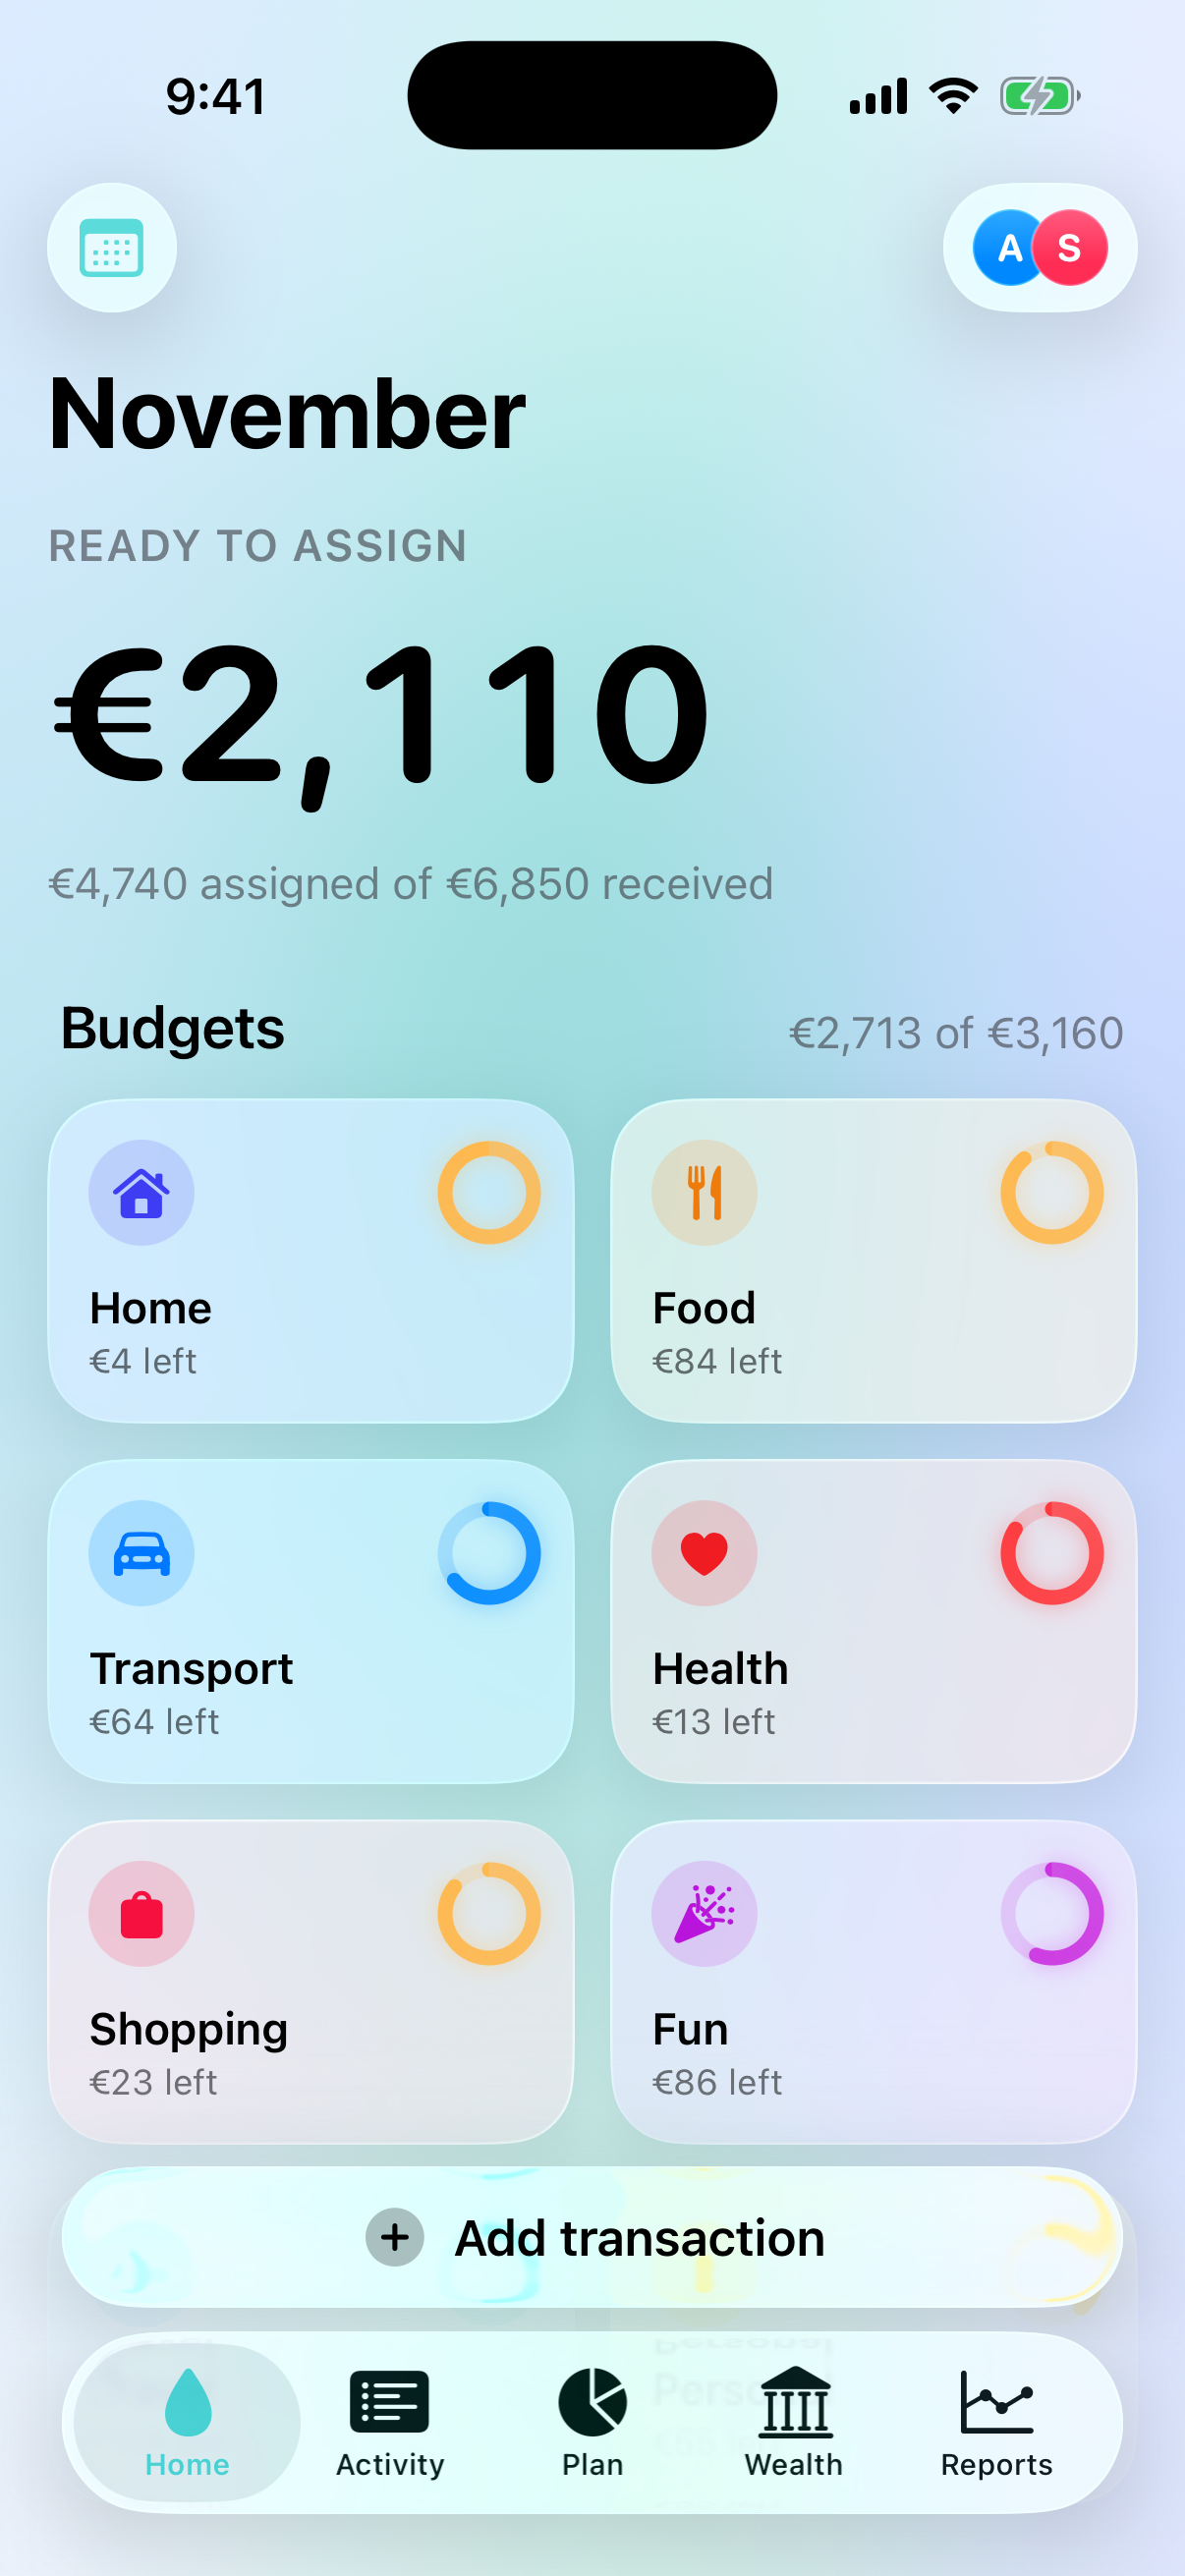 9:41
A S
November
READY TO ASSIGN
€2,110
€4,740 assigned of €6,850 received
Budgets €2,713 of €3,160
Home
€4 left
Food
€84 left
Transport
€64 left
Health
€13 left
Shopping
€23 left
Fun
€86 left
Add transaction
Home Activity Plan Wealth Reports